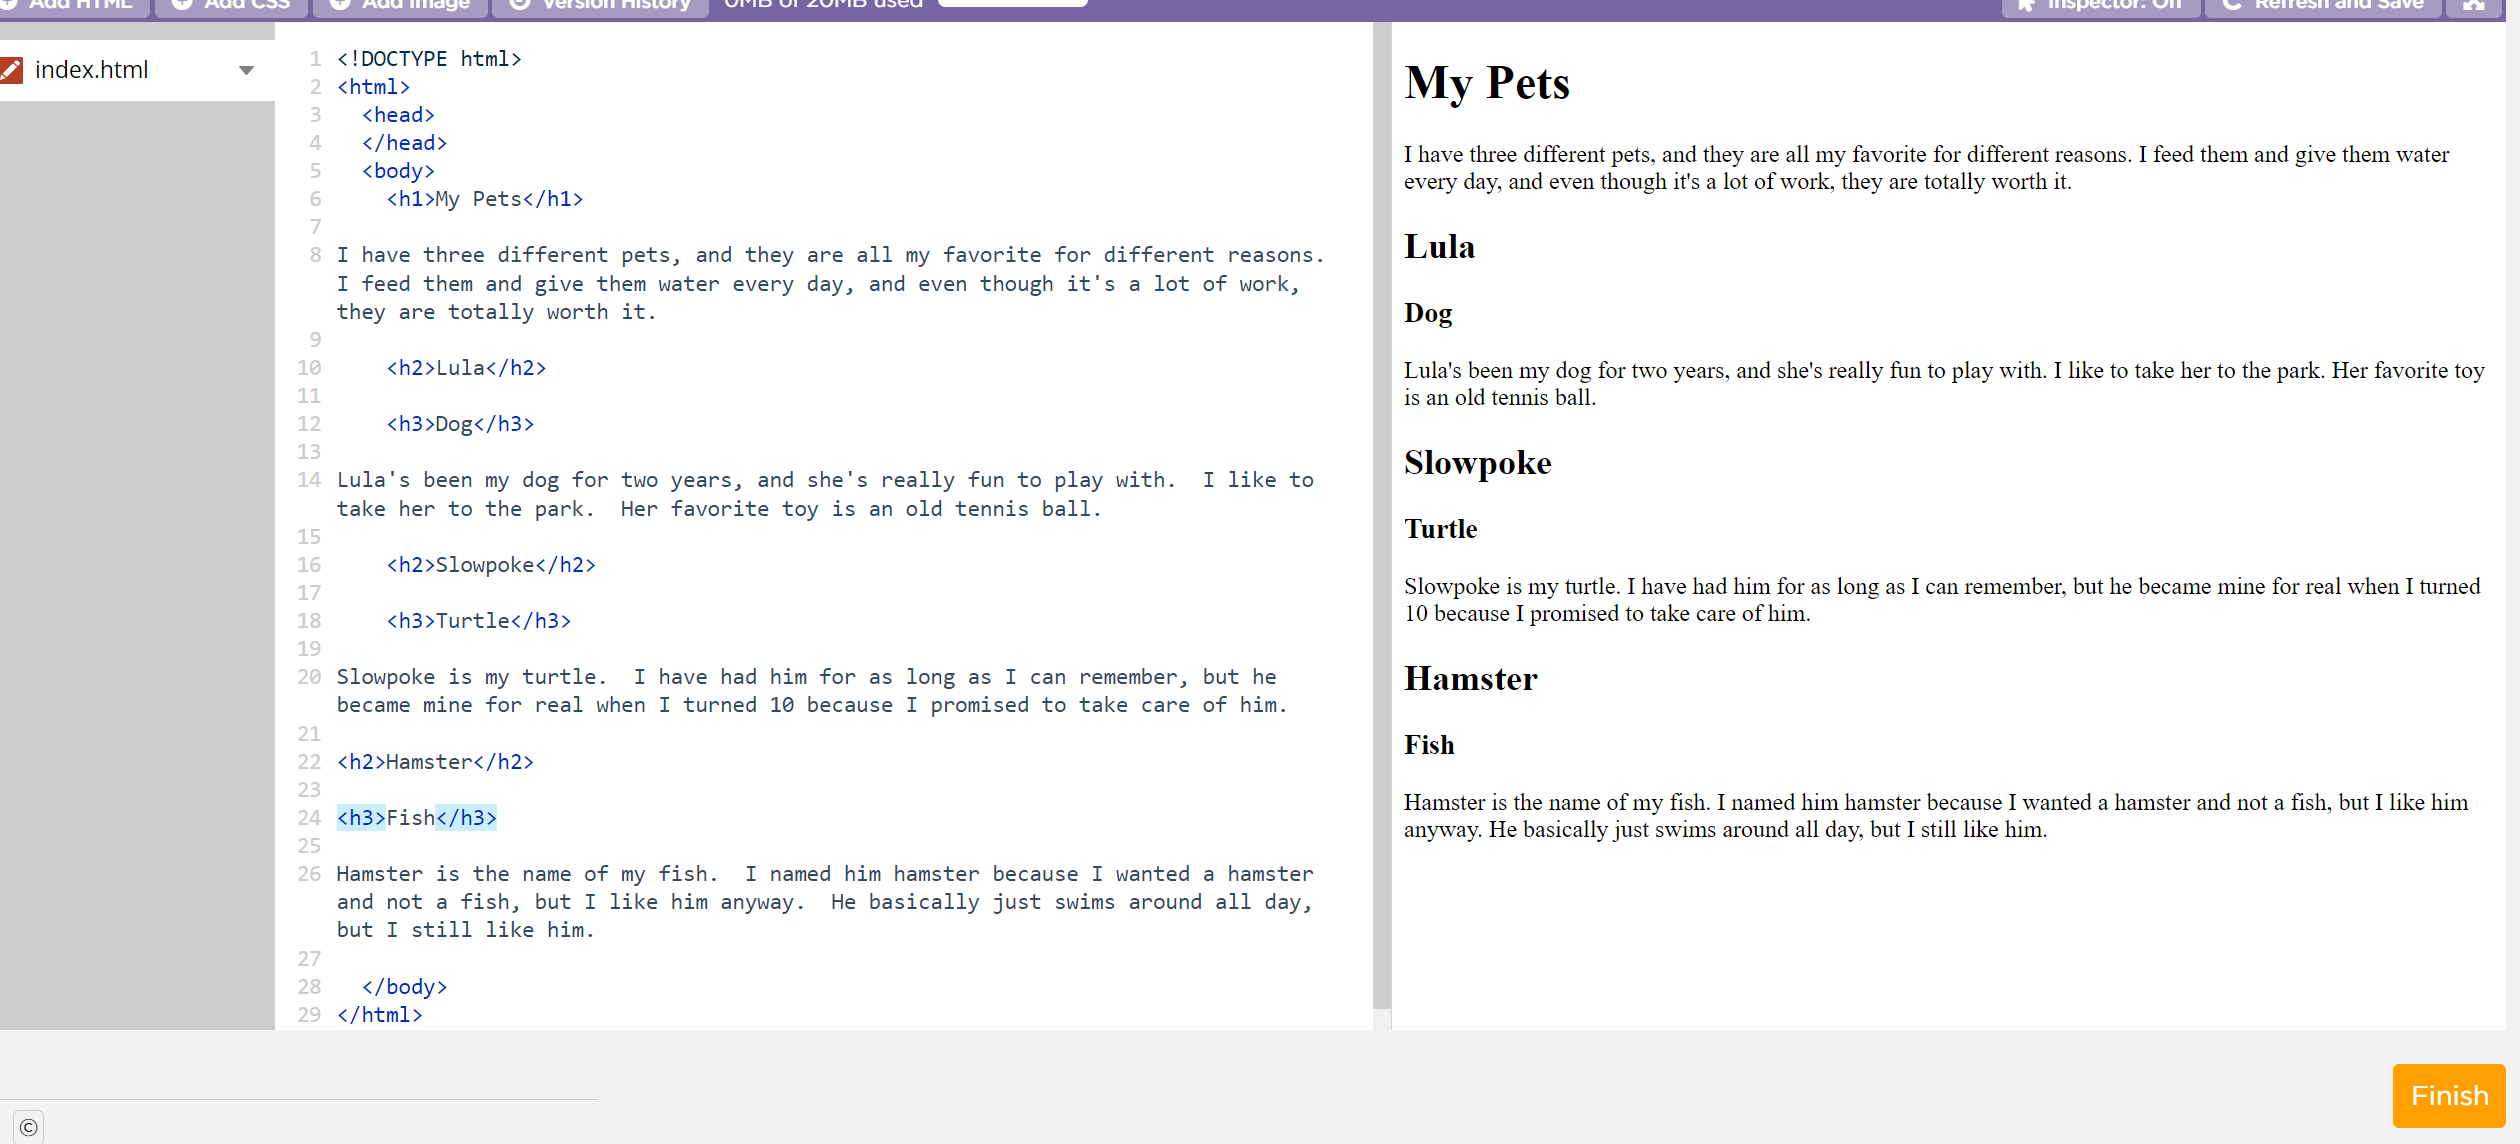 Add HTML Add CSS Add Image Version History 0MB of 20MB used Inspector: On Refresh and Save
index.html
1 <!DOCTYPE html>
2 <html>
3 <head>
4 </head>
5 <body>
6 <h1>My Pets</h1>
7
8 I have three different pets, and they are all my favorite for different reasons.
I feed them and give them water every day, and even though it's a lot of work,
they are totally worth it.
9
10 <h2>Lula</h2>
11
12 <h3>Dog</h3>
13
14 Lula's been my dog for two years, and she's really fun to play with.  I like to
take her to the park.  Her favorite toy is an old tennis ball.
15
16 <h2>Slowpoke</h2>
17
18 <h3>Turtle</h3>
19
20 Slowpoke is my turtle.  I have had him for as long as I can remember, but he
became mine for real when I turned 10 because I promised to take care of him.
21
22 <h2>Hamster</h2>
23
24 <h3>Fish</h3>
25
26 Hamster is the name of my fish.  I named him hamster because I wanted a hamster
and not a fish, but I like him anyway.  He basically just swims around all day,
but I still like him.
27
28 </body>
29 </html>
My Pets
I have three different pets, and they are all my favorite for different reasons. I feed them and give them water
every day, and even though it's a lot of work, they are totally worth it.
Lula
Dog
Lula's been my dog for two years, and she's really fun to play with. I like to take her to the park. Her favorite toy
is an old tennis ball.
Slowpoke
Turtle
Slowpoke is my turtle. I have had him for as long as I can remember, but he became mine for real when I turned
10 because I promised to take care of him.
Hamster
Fish
Hamster is the name of my fish. I named him hamster because I wanted a hamster and not a fish, but I like him
anyway. He basically just swims around all day, but I still like him.
Finish
©